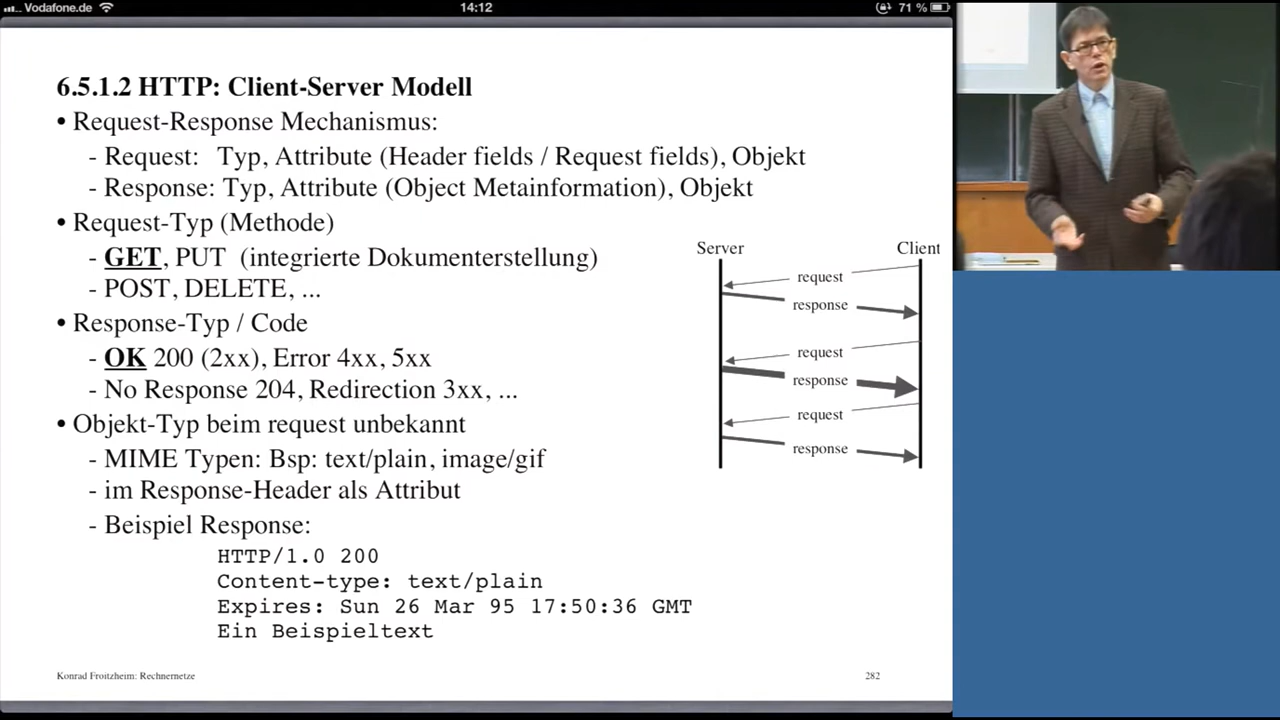 Vodafone.de
14:12
71 %
6.5.1.2 HTTP: Client-Server Modell
• Request-Response Mechanismus:
- Request: Typ, Attribute (Header fields / Request fields), Objekt
- Response: Typ, Attribute (Object Metainformation), Objekt
• Request-Typ (Methode)
- GET, PUT (integrierte Dokumenterstellung)
- POST, DELETE, ...
• Response-Typ / Code
- OK 200 (2xx), Error 4xx, 5xx
- No Response 204, Redirection 3xx, ...
• Objekt-Typ beim request unbekannt
- MIME Typen: Bsp: text/plain, image/gif
- im Response-Header als Attribut
- Beispiel Response:
HTTP/1.0 200
Content-type: text/plain
Expires: Sun 26 Mar 95 17:50:36 GMT
Ein Beispieltext
Server
Client
request
response
request
response
request
response
Konrad Froitzheim: Rechnernetze
282